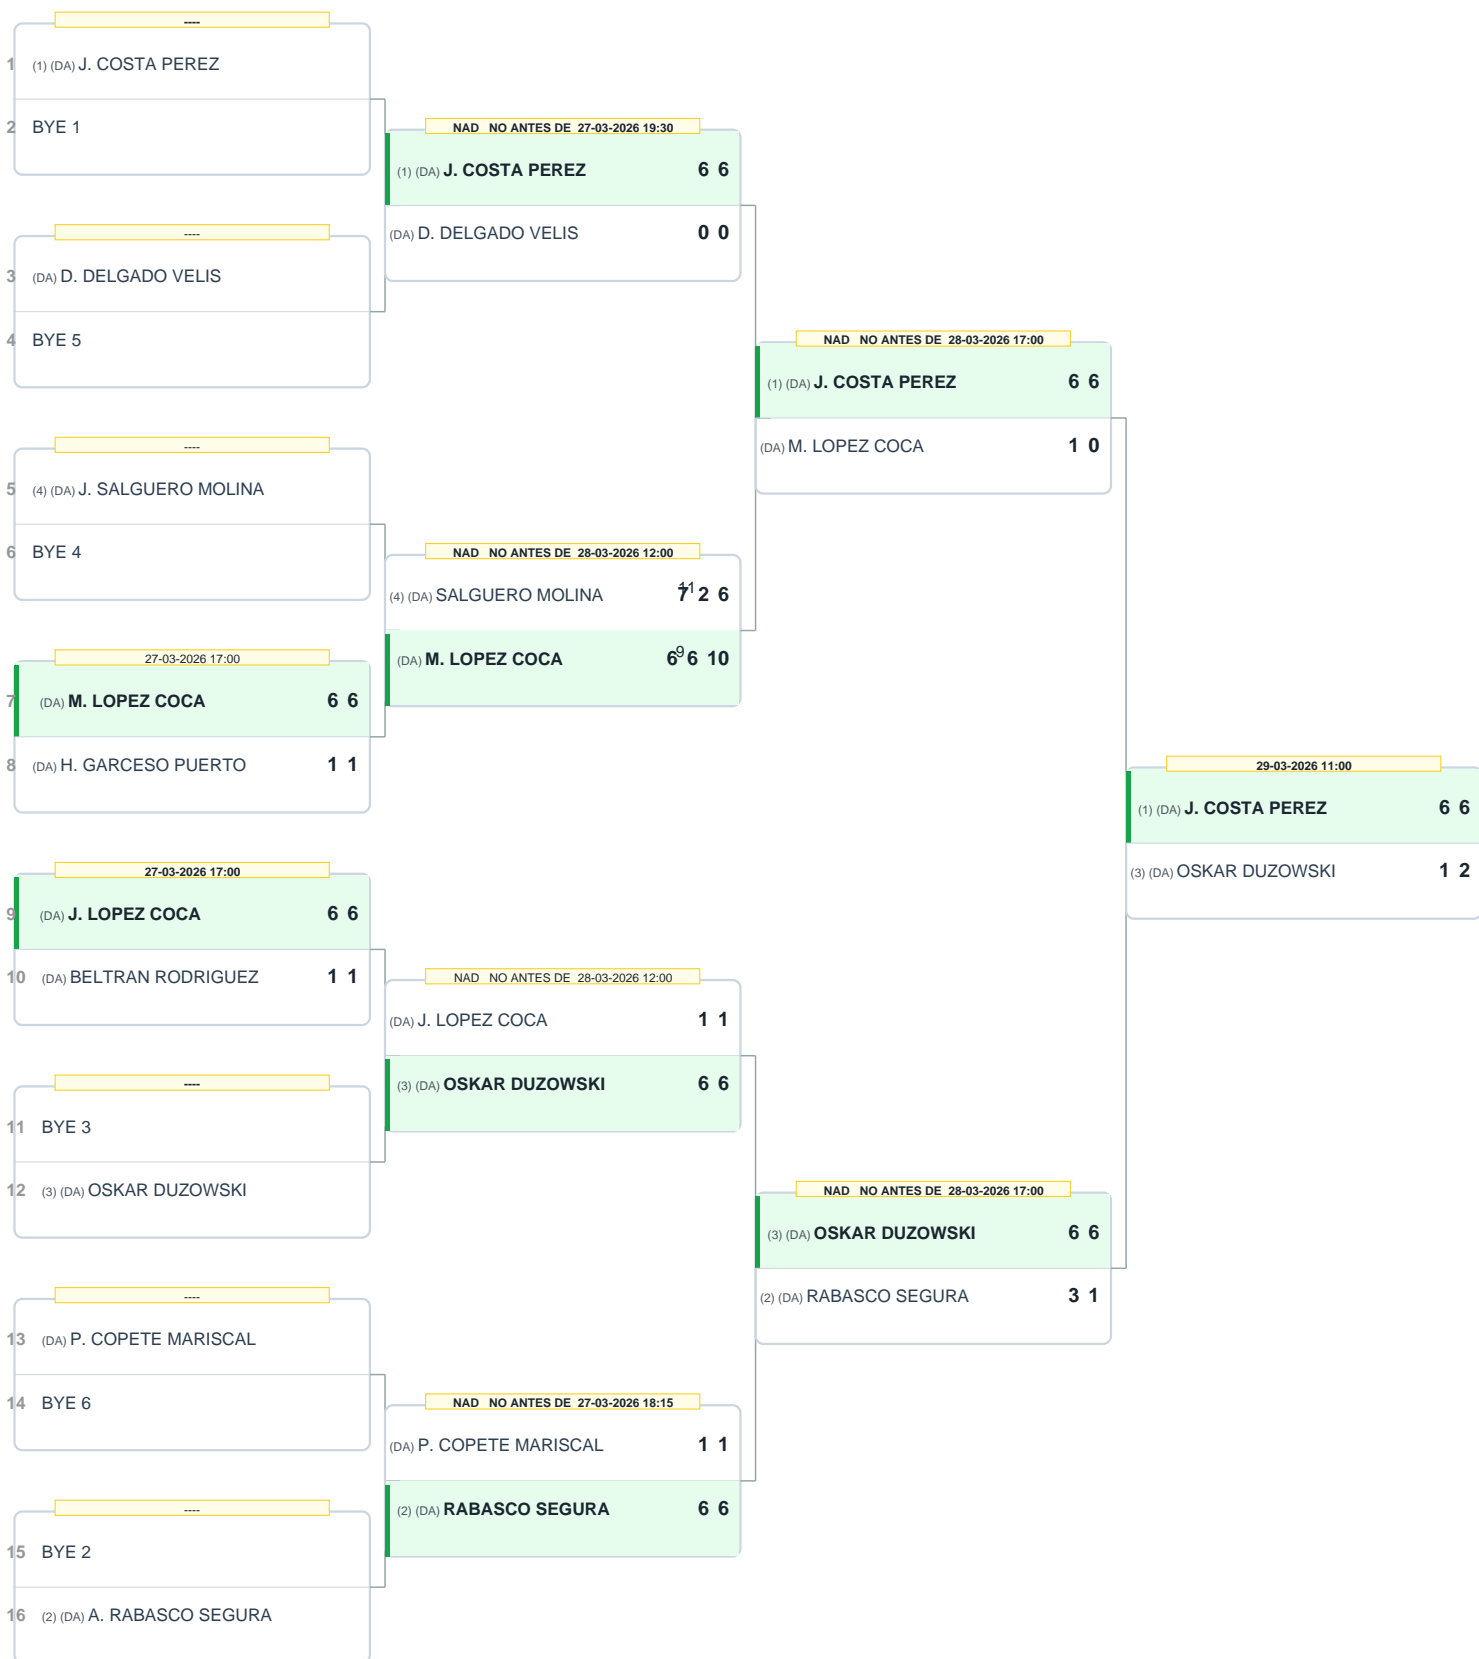 ----
1 (1) (DA) J. COSTA PEREZ
2 BYE 1
----
3 (DA) D. DELGADO VELIS
4 BYE 5
----
5 (4) (DA) J. SALGUERO MOLINA
6 BYE 4
27-03-2026 17:00
7 (DA) M. LOPEZ COCA 6 6
8 (DA) H. GARCESO PUERTO 1 1
27-03-2026 17:00
9 (DA) J. LOPEZ COCA 6 6
10 (DA) BELTRAN RODRIGUEZ 1 1
----
11 BYE 3
12 (3) (DA) OSKAR DUZOWSKI
----
13 (DA) P. COPETE MARISCAL
14 BYE 6
----
15 BYE 2
16 (2) (DA) A. RABASCO SEGURA
NAD NO ANTES DE 27-03-2026 19:30
(1) (DA) J. COSTA PEREZ 6 6
(DA) D. DELGADO VELIS 0 0
NAD NO ANTES DE 28-03-2026 12:00
(4) (DA) SALGUERO MOLINA 7 11 2 6
(DA) M. LOPEZ COCA 6 9 6 10
NAD NO ANTES DE 28-03-2026 12:00
(DA) J. LOPEZ COCA 1 1
(3) (DA) OSKAR DUZOWSKI 6 6
NAD NO ANTES DE 27-03-2026 18:15
(DA) P. COPETE MARISCAL 1 1
(2) (DA) RABASCO SEGURA 6 6
NAD NO ANTES DE 28-03-2026 17:00
(1) (DA) J. COSTA PEREZ 6 6
(DA) M. LOPEZ COCA 1 0
NAD NO ANTES DE 28-03-2026 17:00
(3) (DA) OSKAR DUZOWSKI 6 6
(2) (DA) RABASCO SEGURA 3 1
29-03-2026 11:00
(1) (DA) J. COSTA PEREZ 6 6
(3) (DA) OSKAR DUZOWSKI 1 2